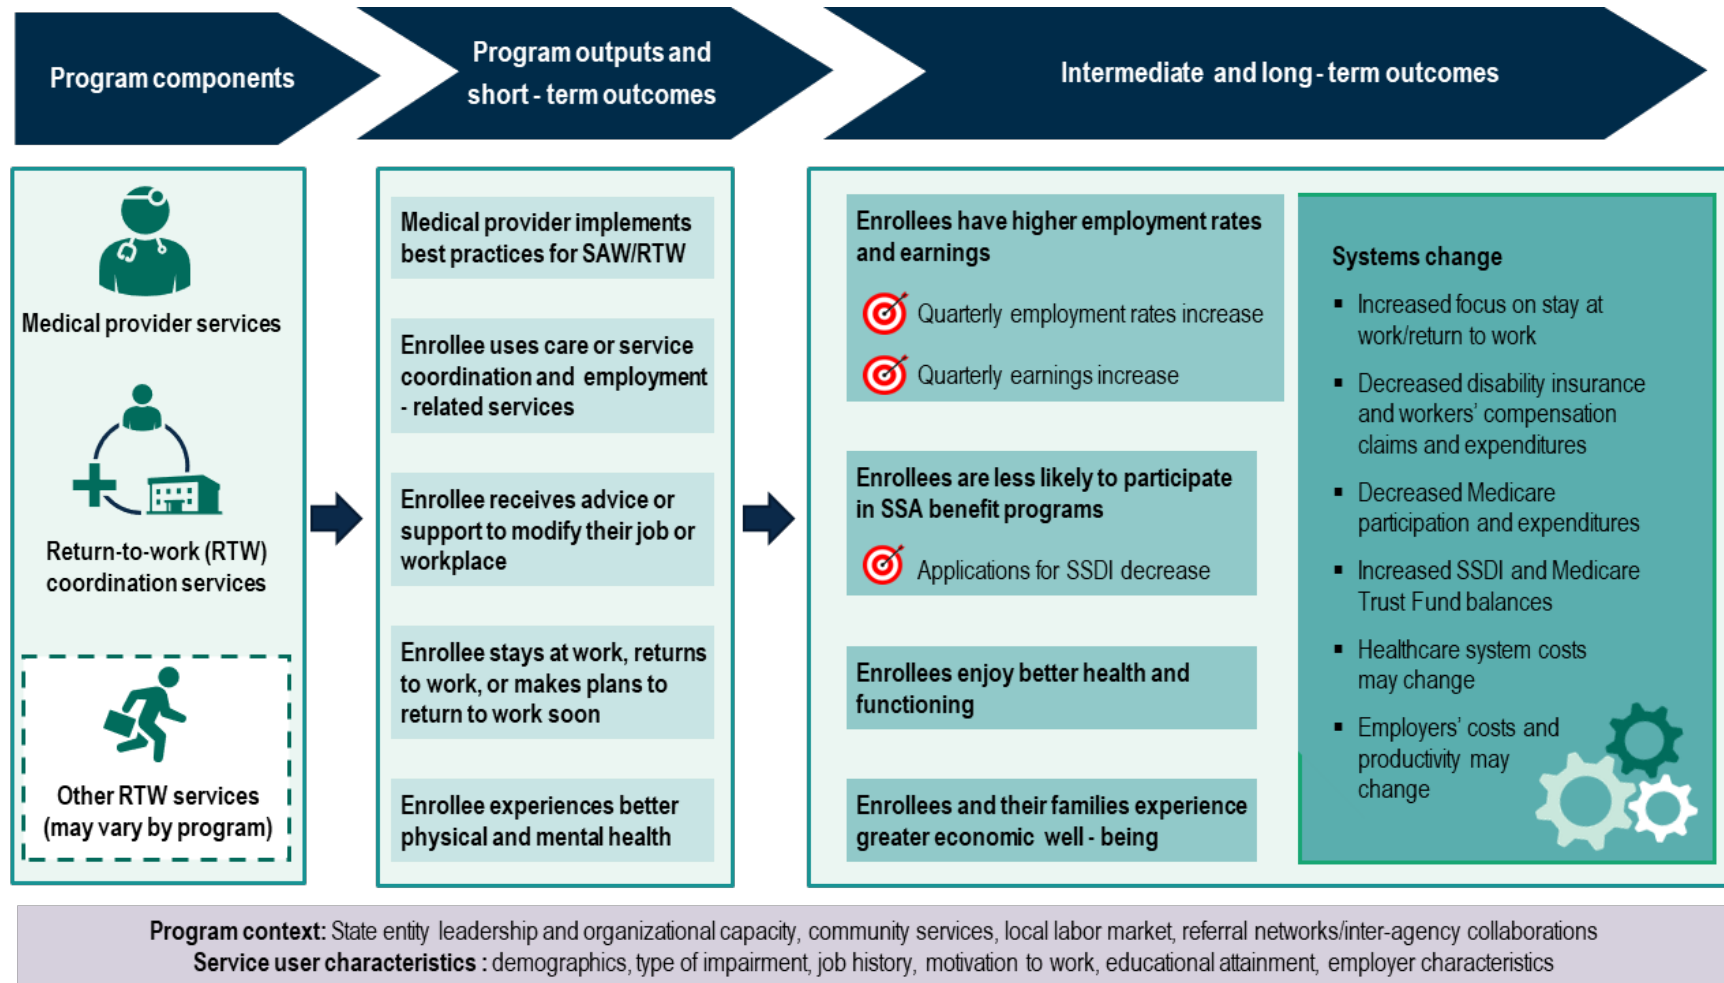 Program components
Program outputs and
short - term outcomes
Intermediate and long - term outcomes
Medical provider services
Return-to-work (RTW)
coordination services
Other RTW services
(may vary by program)
Medical provider implements
best practices for SAW/RTW
Enrollee uses care or service
coordination and employment
- related services
Enrollee receives advice or
support to modify their job or
workplace
Enrollee stays at work, returns
to work, or makes plans to
return to work soon
Enrollee experiences better
physical and mental health
Enrollees have higher employment rates
and earnings
Quarterly employment rates increase
Quarterly earnings increase
Enrollees are less likely to participate
in SSA benefit programs
Applications for SSDI decrease
Enrollees enjoy better health and
functioning
Enrollees and their families experience
greater economic well - being
Systems change
▪ Increased focus on stay at
work/return to work
▪ Decreased disability insurance
and workers’ compensation
claims and expenditures
▪ Decreased Medicare
participation and expenditures
▪ Increased SSDI and Medicare
Trust Fund balances
▪ Healthcare system costs
may change
▪ Employers’ costs and
productivity may
change
Program context: State entity leadership and organizational capacity, community services, local labor market, referral networks/inter-agency collaborations
Service user characteristics : demographics, type of impairment, job history, motivation to work, educational attainment, employer characteristics